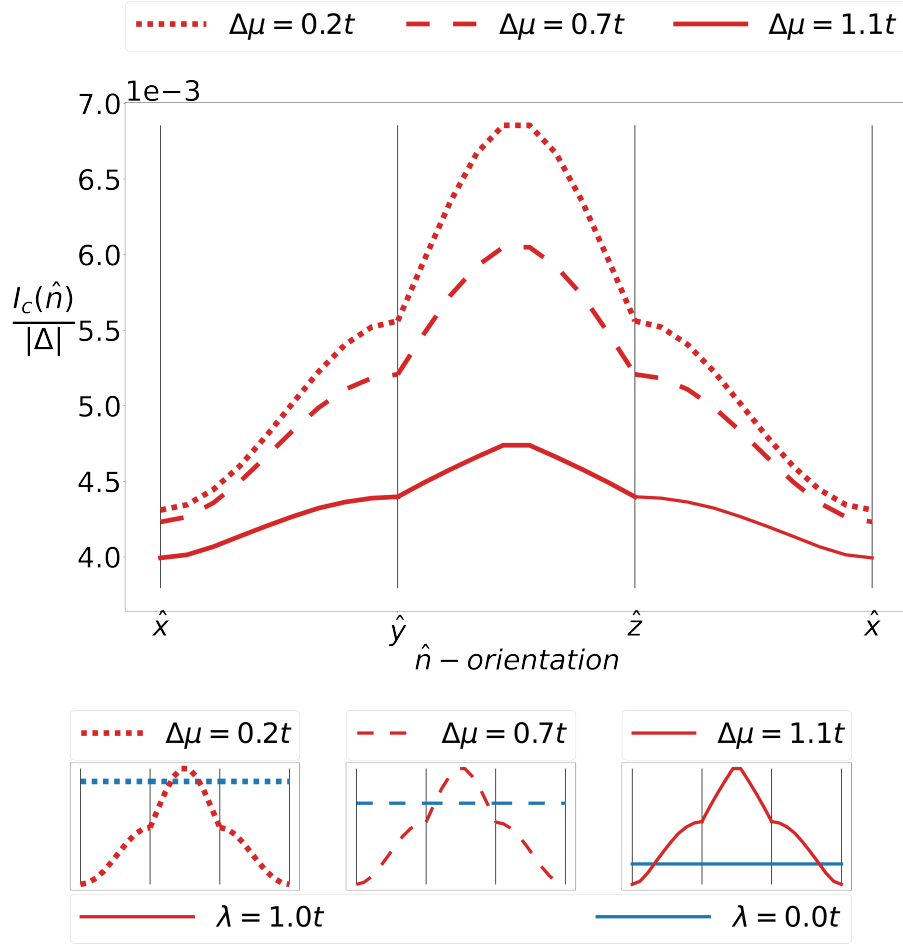 Δμ = 0.2t Δμ = 0.7t Δμ = 1.1t
1e−3
7.0
6.5
6.0
5.5
5.0
4.5
4.0
I_c(n̂)
|Δ|
x̂ ŷ ẑ x̂
n̂ − orientation
Δμ = 0.2t Δμ = 0.7t Δμ = 1.1t
λ = 1.0t λ = 0.0t